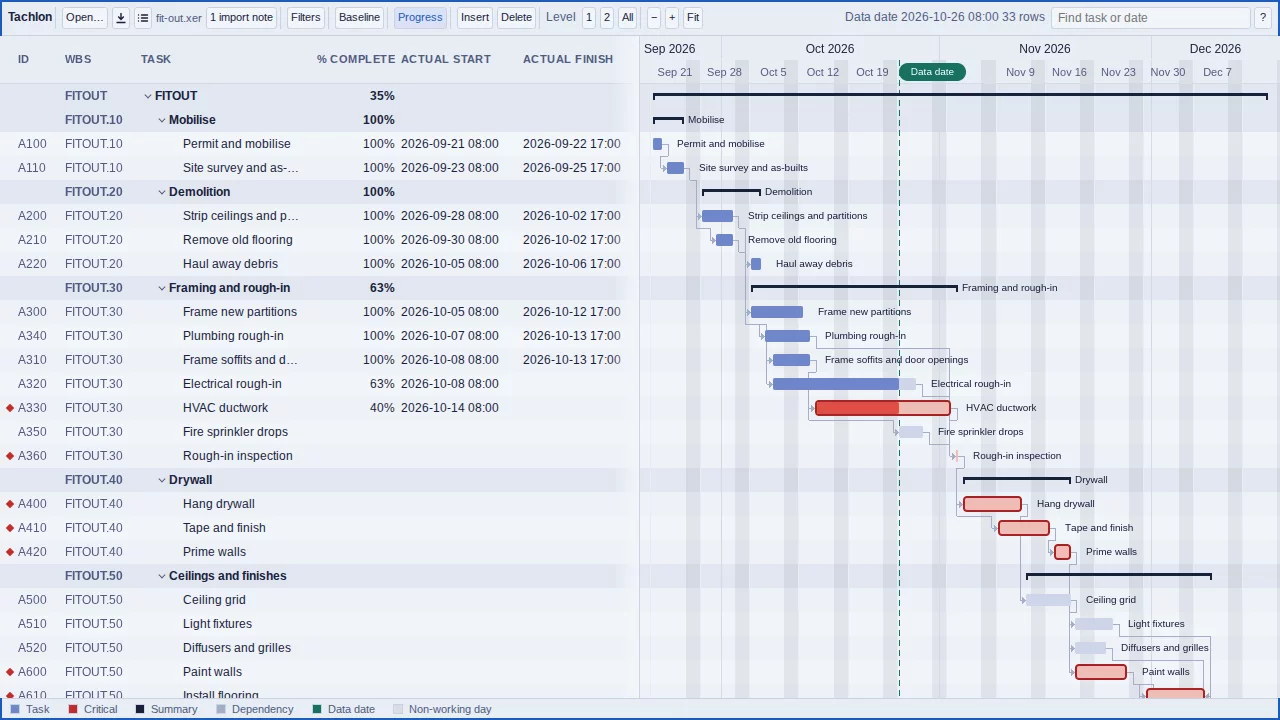 Tachlon Open... fit-out.xer 1 import note Filters Baseline Progress Insert Delete Level 1 2 All − + Fit Data date 2026-10-26 08:00 33 rows Find task or date ?
Sep 2026 Oct 2026 Nov 2026 Dec 2026
ID WBS TASK % COMPLETE ACTUAL START ACTUAL FINISH
Sep 21 Sep 28 Oct 5 Oct 12 Oct 19 Data date Nov 9 Nov 16 Nov 23 Nov 30 Dec 7
FITOUT FITOUT 35%
FITOUT.10 Mobilise 100% Mobilise
A100 FITOUT.10 Permit and mobilise 100% 2026-09-21 08:00 2026-09-22 17:00 Permit and mobilise
A110 FITOUT.10 Site survey and as-… 100% 2026-09-23 08:00 2026-09-25 17:00 Site survey and as-builts
FITOUT.20 Demolition 100% Demolition
A200 FITOUT.20 Strip ceilings and p… 100% 2026-09-28 08:00 2026-10-02 17:00 Strip ceilings and partitions
A210 FITOUT.20 Remove old flooring 100% 2026-09-30 08:00 2026-10-02 17:00 Remove old flooring
A220 FITOUT.20 Haul away debris 100% 2026-10-05 08:00 2026-10-06 17:00 Haul away debris
FITOUT.30 Framing and rough-in 63% Framing and rough-in
A300 FITOUT.30 Frame new partitions 100% 2026-10-05 08:00 2026-10-12 17:00 Frame new partitions
A340 FITOUT.30 Plumbing rough-in 100% 2026-10-07 08:00 2026-10-13 17:00 Plumbing rough-in
A310 FITOUT.30 Frame soffits and d… 100% 2026-10-08 08:00 2026-10-13 17:00 Frame soffits and door openings
A320 FITOUT.30 Electrical rough-in 63% 2026-10-08 08:00 Electrical rough-in
A330 FITOUT.30 HVAC ductwork 40% 2026-10-14 08:00 HVAC ductwork
A350 FITOUT.30 Fire sprinkler drops Fire sprinkler drops
A360 FITOUT.30 Rough-in inspection Rough-in inspection
FITOUT.40 Drywall Drywall
A400 FITOUT.40 Hang drywall Hang drywall
A410 FITOUT.40 Tape and finish Tape and finish
A420 FITOUT.40 Prime walls Prime walls
FITOUT.50 Ceilings and finishes
A500 FITOUT.50 Ceiling grid Ceiling grid
A510 FITOUT.50 Light fixtures Light fixtures
A520 FITOUT.50 Diffusers and grilles Diffusers and grilles
A600 FITOUT.50 Paint walls Paint walls
A610 FITOUT.50 Install flooring
Task Critical Summary Dependency Data date Non-working day